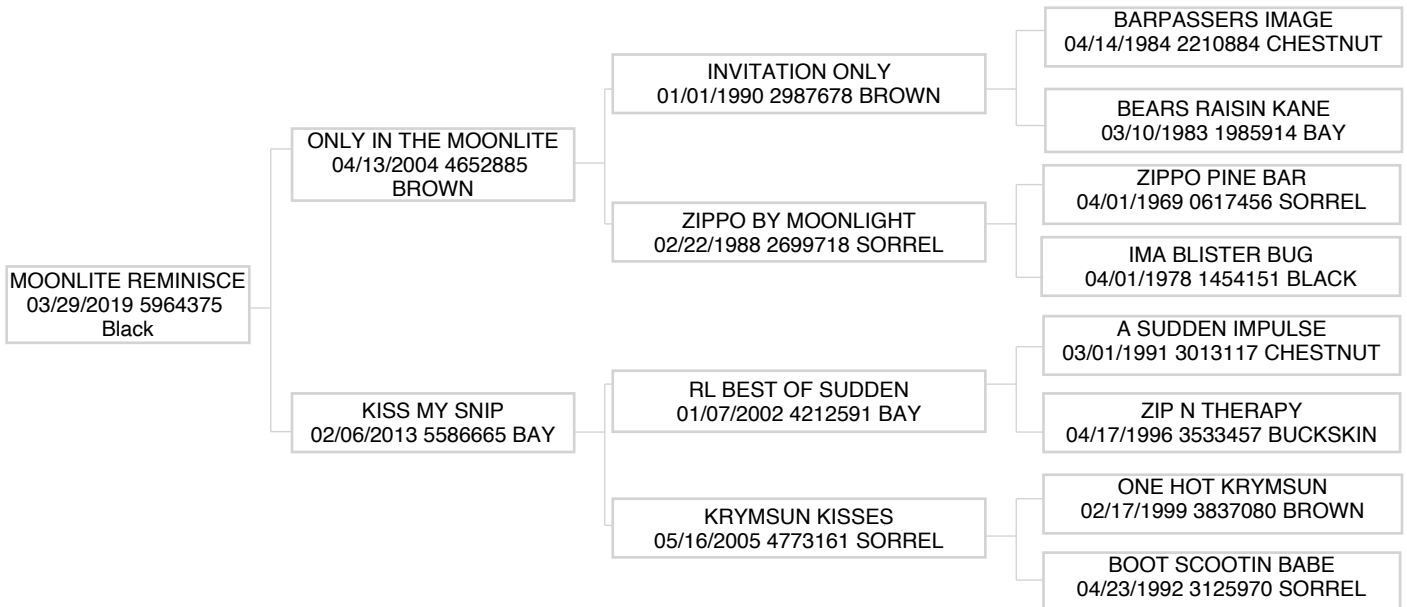 MOONLITE REMINISCE
03/29/2019 5964375
Black
ONLY IN THE MOONLITE
04/13/2004 4652885
BROWN
KISS MY SNIP
02/06/2013 5586665 BAY
INVITATION ONLY
01/01/1990 2987678 BROWN
ZIPPO BY MOONLIGHT
02/22/1988 2699718 SORREL
RL BEST OF SUDDEN
01/07/2002 4212591 BAY
KRYMSUN KISSES
05/16/2005 4773161 SORREL
BARPASSERS IMAGE
04/14/1984 2210884 CHESTNUT
BEARS RAISIN KANE
03/10/1983 1985914 BAY
ZIPPO PINE BAR
04/01/1969 0617456 SORREL
IMA BLISTER BUG
04/01/1978 1454151 BLACK
A SUDDEN IMPULSE
03/01/1991 3013117 CHESTNUT
ZIP N THERAPY
04/17/1996 3533457 BUCKSKIN
ONE HOT KRYMSUN
02/17/1999 3837080 BROWN
BOOT SCOOTIN BABE
04/23/1992 3125970 SORREL